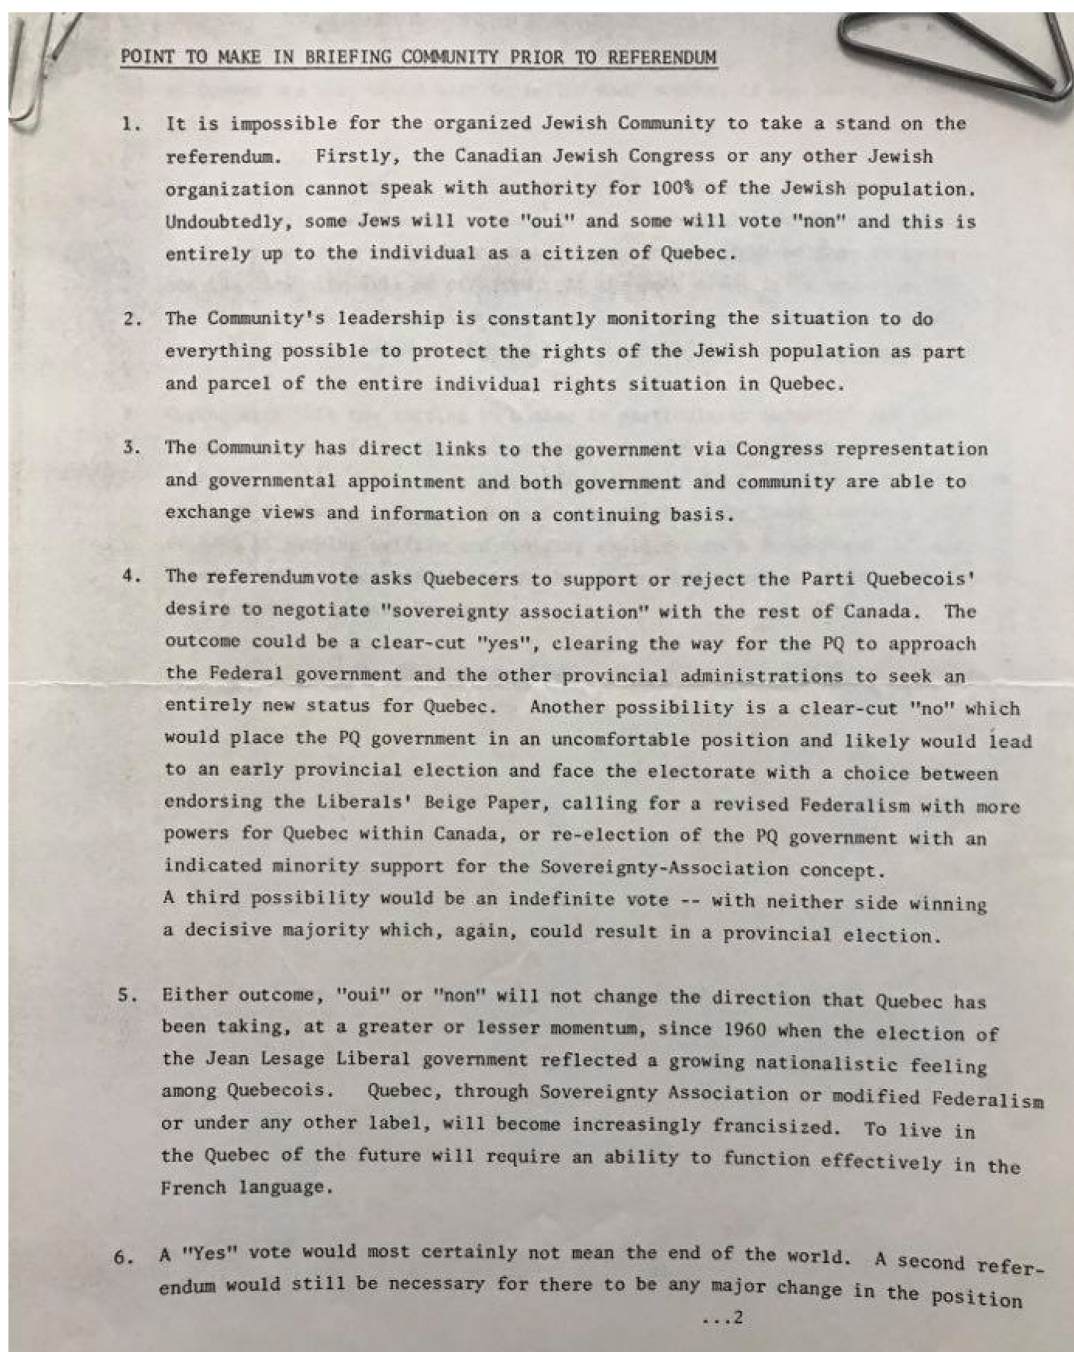 POINT TO MAKE IN BRIEFING COMMUNITY PRIOR TO REFERENDUM
1. It is impossible for the organized Jewish Community to take a stand on the
referendum. Firstly, the Canadian Jewish Congress or any other Jewish
organization cannot speak with authority for 100% of the Jewish population.
Undoubtedly, some Jews will vote "oui" and some will vote "non" and this is
entirely up to the individual as a citizen of Quebec.
2. The Community's leadership is constantly monitoring the situation to do
everything possible to protect the rights of the Jewish population as part
and parcel of the entire individual rights situation in Quebec.
3. The Community has direct links to the government via Congress representation
and governmental appointment and both government and community are able to
exchange views and information on a continuing basis.
4. The referendumvote asks Quebecers to support or reject the Parti Quebecois'
desire to negotiate "sovereignty association" with the rest of Canada. The
outcome could be a clear-cut "yes", clearing the way for the PQ to approach
the Federal government and the other provincial administrations to seek an
entirely new status for Quebec. Another possibility is a clear-cut "no" which
would place the PQ government in an uncomfortable position and likely would lead
to an early provincial election and face the electorate with a choice between
endorsing the Liberals' Beige Paper, calling for a revised Federalism with more
powers for Quebec within Canada, or re-election of the PQ government with an
indicated minority support for the Sovereignty-Association concept.
A third possibility would be an indefinite vote -- with neither side winning
a decisive majority which, again, could result in a provincial election.
5. Either outcome, "oui" or "non" will not change the direction that Quebec has
been taking, at a greater or lesser momentum, since 1960 when the election of
the Jean Lesage Liberal government reflected a growing nationalistic feeling
among Quebecois. Quebec, through Sovereignty Association or modified Federalism
or under any other label, will become increasingly francisized. To live in
the Quebec of the future will require an ability to function effectively in the
French language.
6. A "Yes" vote would most certainly not mean the end of the world. A second refer-
endum would still be necessary for there to be any major change in the position
...2